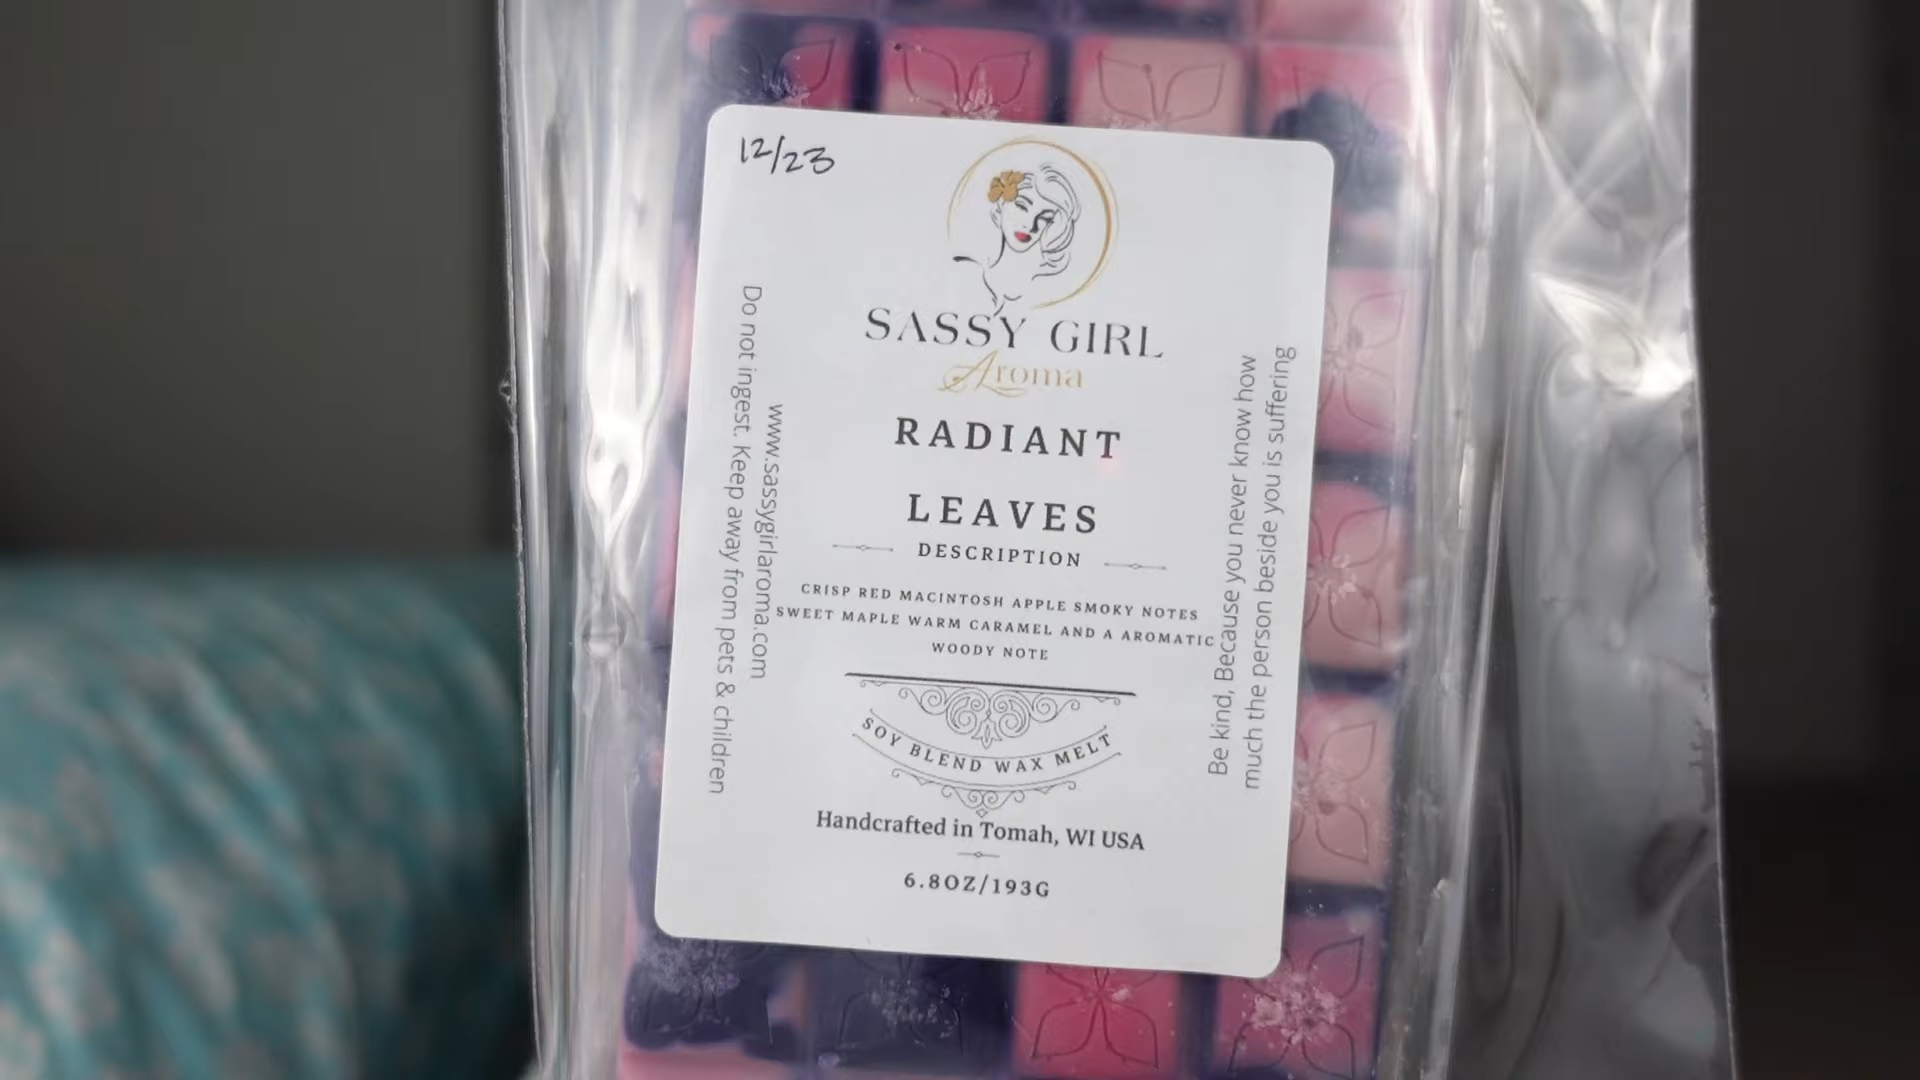 12/23
SASSY GIRL
Aroma
RADIANT
LEAVES
DESCRIPTION
CRISP RED MACINTOSH APPLE SMOKY NOTES
SWEET MAPLE WARM CARAMEL AND A AROMATIC
WOODY NOTE
SOY BLEND WAX MELT
Handcrafted in Tomah, WI USA
6.8OZ/193G
www.sassygirlaroma.com
Do not ingest. Keep away from pets & children
Be kind, Because you never know how
much the person beside you is suffering